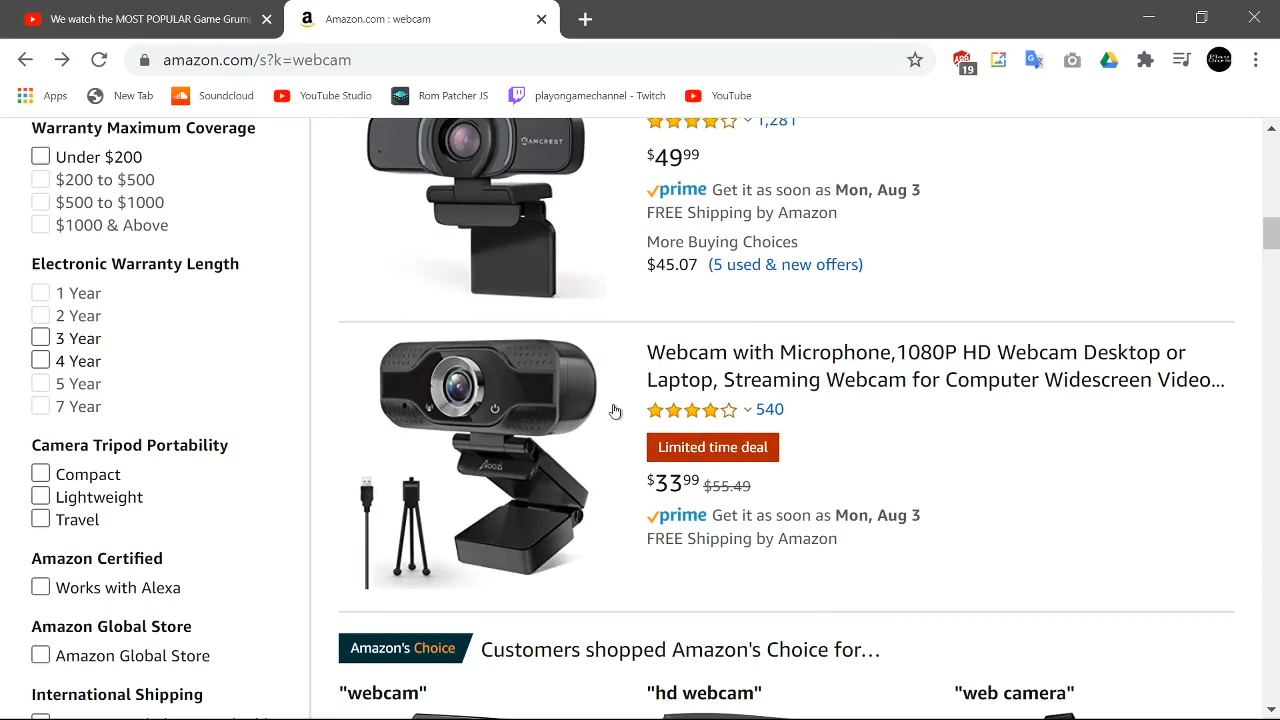 We watch the MOST POPULAR Game Grump
Amazon.com : webcam
amazon.com/s?k=webcam
19
Apps
New Tab
Soundcloud
YouTube Studio
Rom Patcher JS
playongamechannel - Twitch
YouTube
Warranty Maximum Coverage
Under $200
$200 to $500
$500 to $1000
$1000 & Above
Electronic Warranty Length
1 Year
2 Year
3 Year
4 Year
5 Year
7 Year
Camera Tripod Portability
Compact
Lightweight
Travel
Amazon Certified
Works with Alexa
Amazon Global Store
Amazon Global Store
International Shipping
AMCREST
1,281
$49.99
prime Get it as soon as Mon, Aug 3
FREE Shipping by Amazon
More Buying Choices
$45.07 (5 used & new offers)
Aoozi
Webcam with Microphone,1080P HD Webcam Desktop or
Laptop, Streaming Webcam for Computer Widescreen Video...
540
Limited time deal
$33.99 $55.49
prime Get it as soon as Mon, Aug 3
FREE Shipping by Amazon
Amazon's Choice Customers shopped Amazon's Choice for…
"webcam"
"hd webcam"
"web camera"